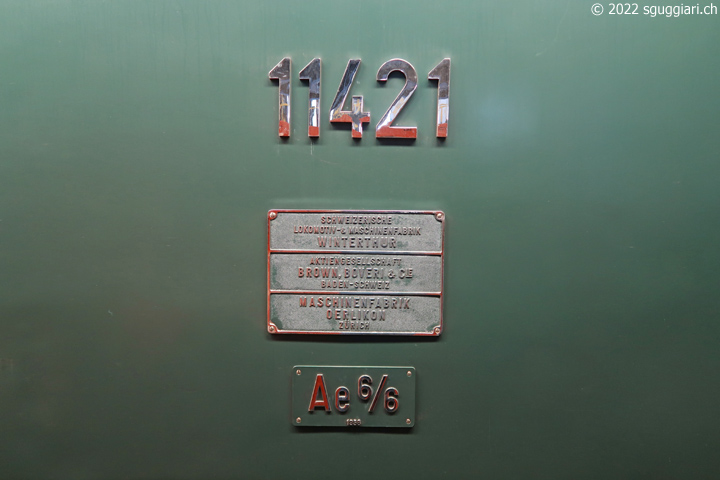 © 2022 sguggiari.ch
11421
SCHWEIZERISCHE
LOKOMOTIV-& MASCHINENFABRIK
WINTERTHUR
AKTIENGESELLSCHAFT
BROWN, BOVERI & CIE
BADEN-SCHWEIZ
MASCHINENFABRIK
OERLIKON
ZÜRICH
Ae 6/6